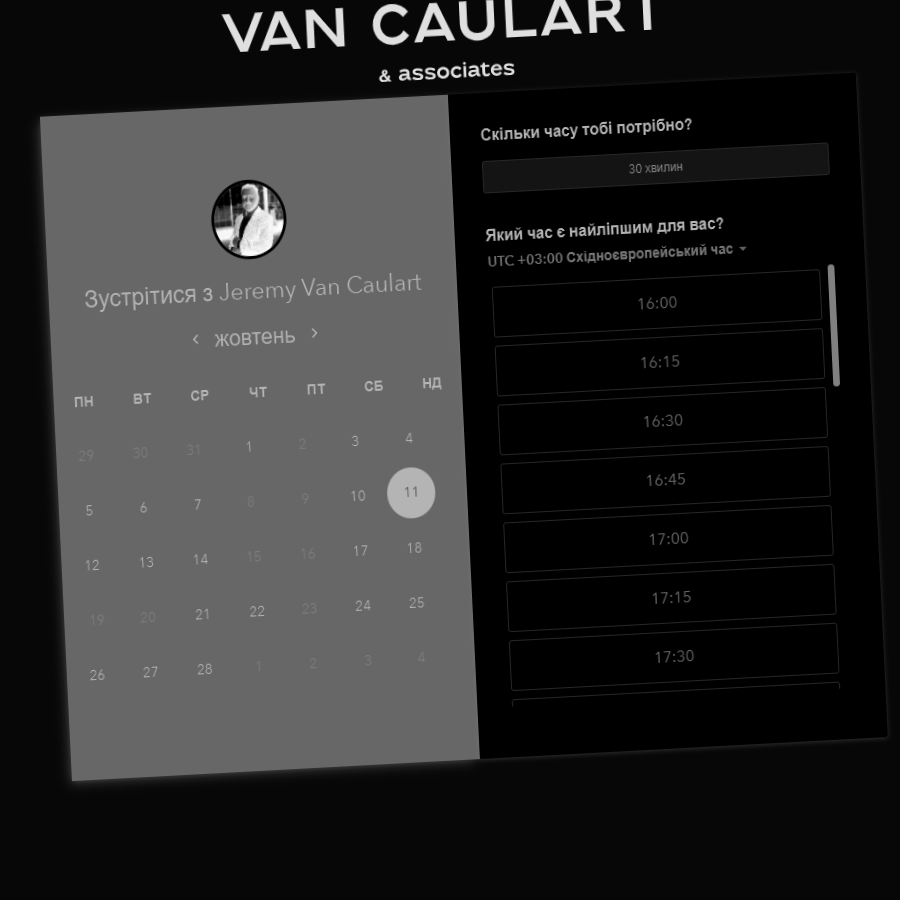 VAN CAULART
& associates
Зустрітися з Jeremy Van Caulart
‹ жовтень ›
ПН ВТ СР ЧТ ПТ СБ НД
29 30 31 1 2 3 4
5 6 7 8 9 10 11
12 13 14 15 16 17 18
19 20 21 22 23 24 25
26 27 28 1 2 3 4
Скільки часу тобі потрібно?
30 хвилин
Який час є найліпшим для вас?
UTC +03:00 Східноєвропейський час
16:00
16:15
16:30
16:45
17:00
17:15
17:30